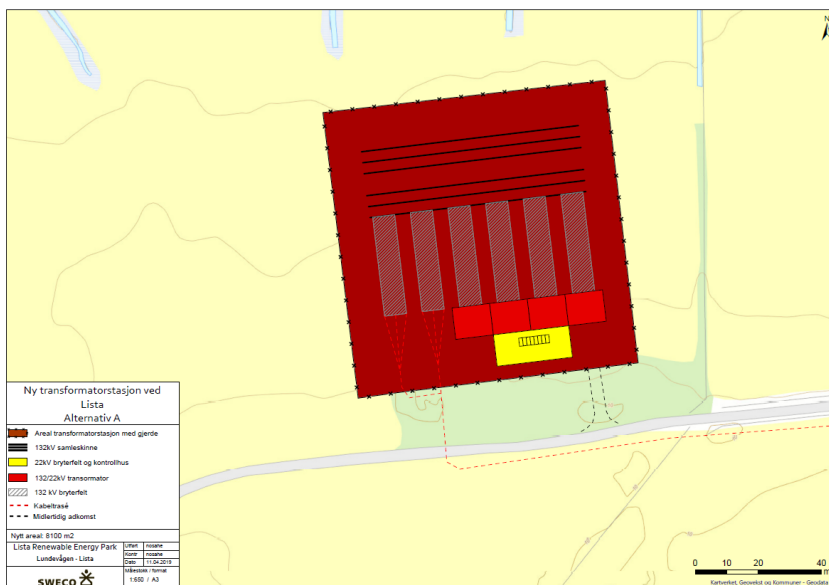 N
Ny transformatorstasjon ved
Lista
Alternativ A
Areal transformatorstasjon med gjerde
132kV samleskinne
22kV bryterfelt og kontrollhus
132/22kV transormator
132 kV bryterfelt
Kabeltrasé
Midlertidig adkomst
Nytt areal: 8100 m2
Lista Renewable Energy Park
Lundevågen - Lista
Utført nosahe
Kontr nosahe
Dato 11.04.2019
Målestokk / format
1:650 / A3
SWECO
0 10 20 40
m
Kartverket, Geovekst og Kommuner - Geodata